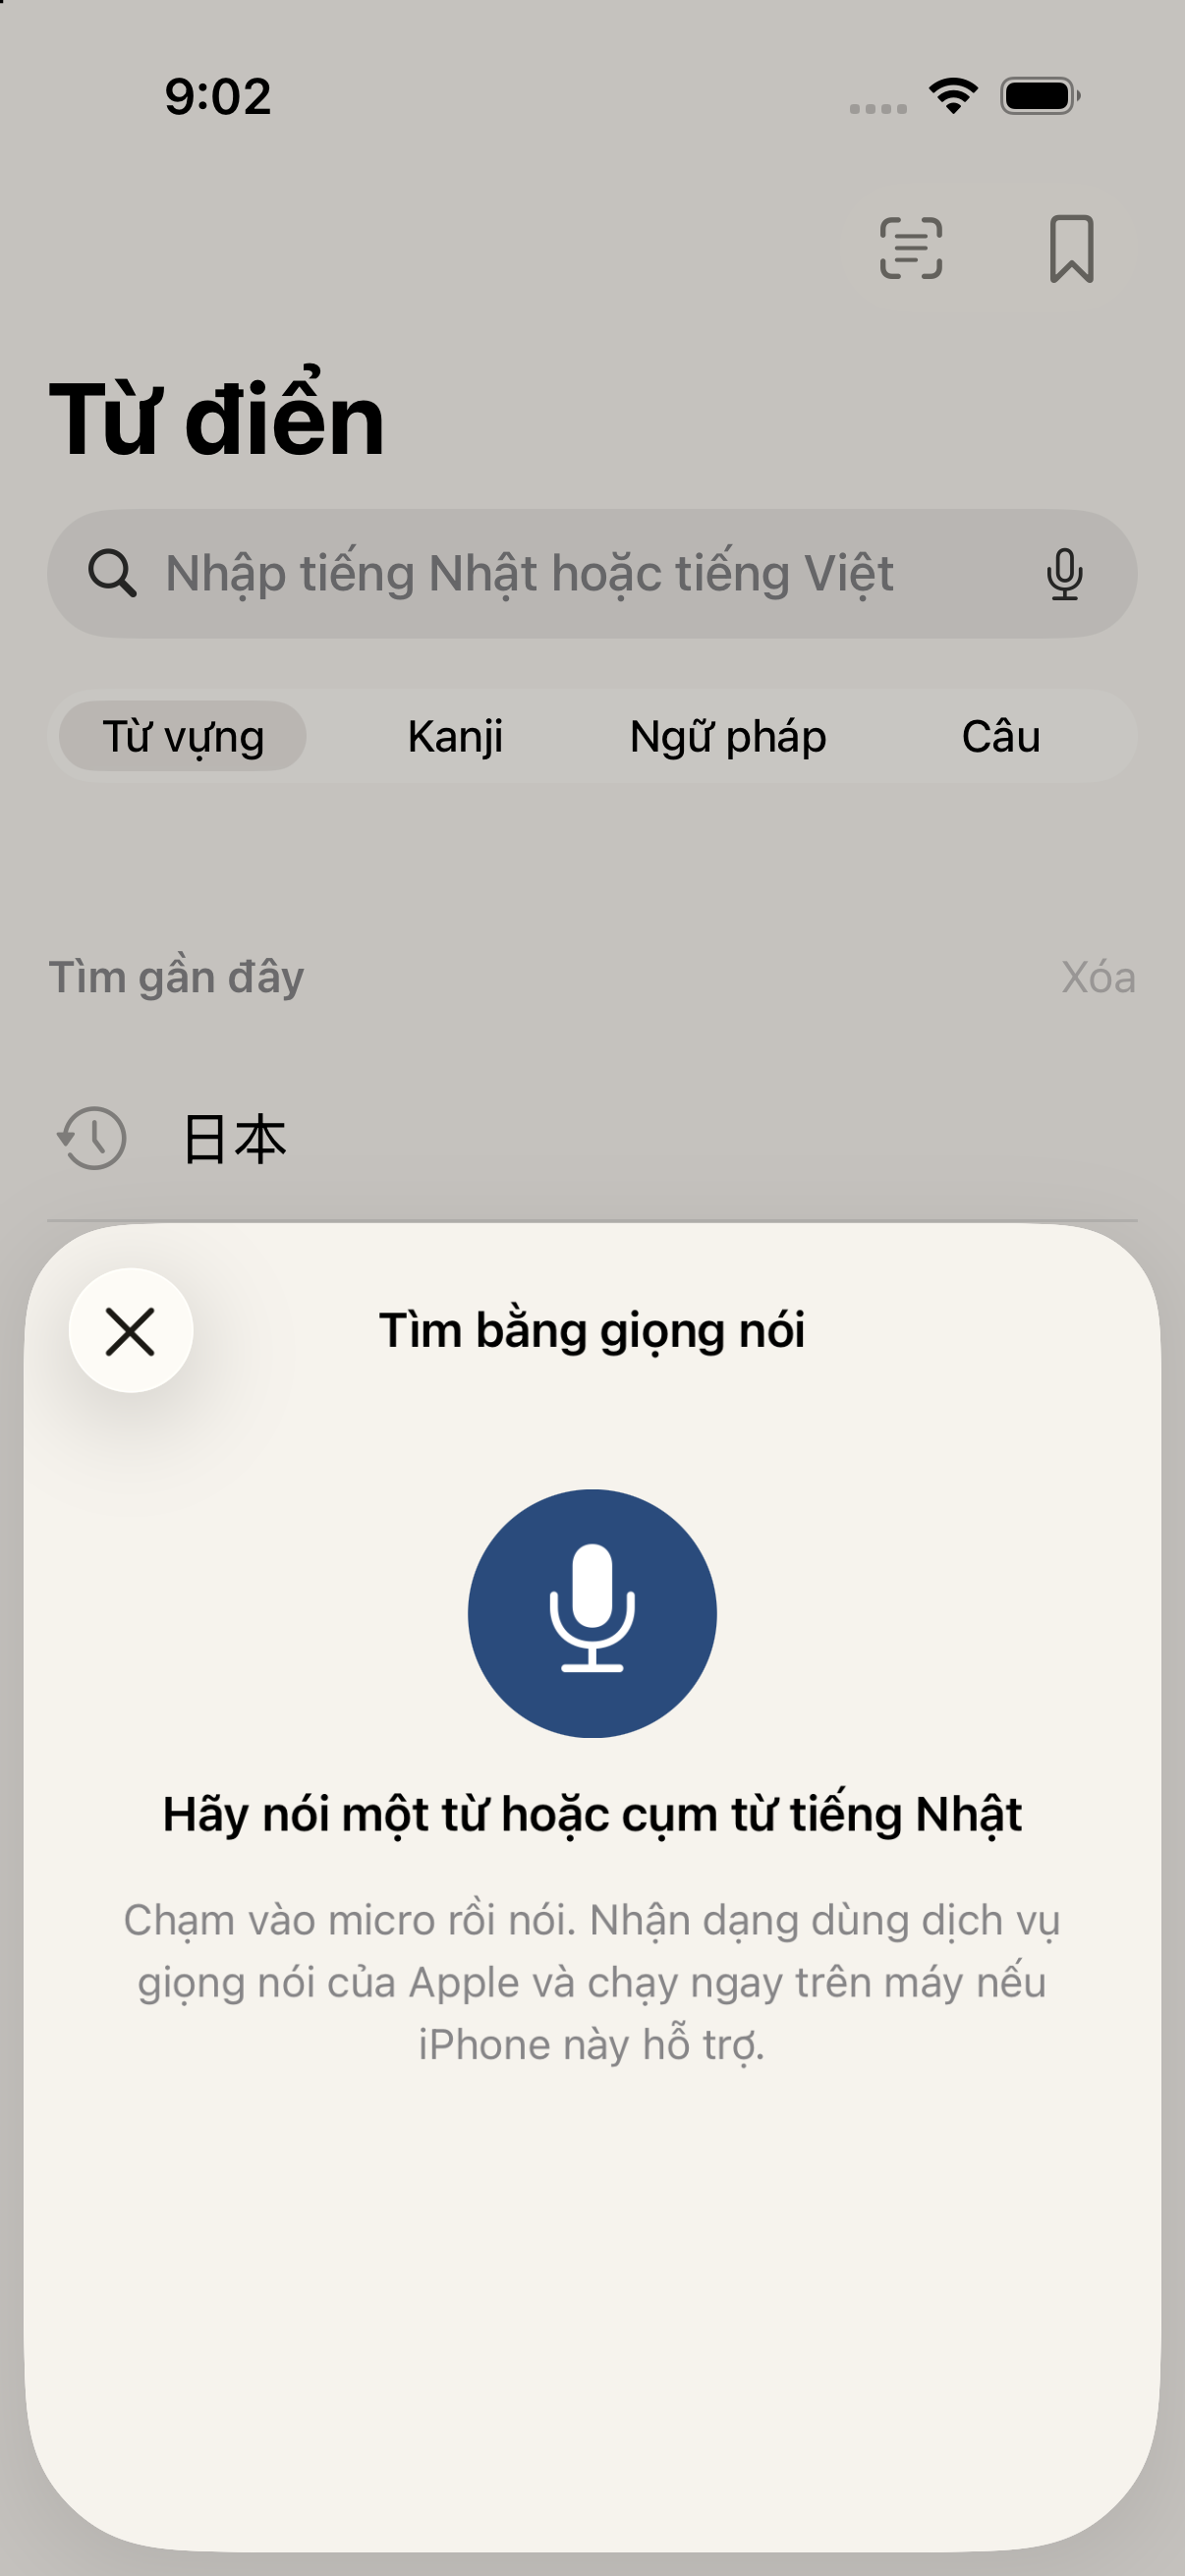 9:02
Từ điển
Nhập tiếng Nhật hoặc tiếng Việt
Từ vựng Kanji Ngữ pháp Câu
Tìm gần đây Xóa
日本
Tìm bằng giọng nói
Hãy nói một từ hoặc cụm từ tiếng Nhật
Chạm vào micro rồi nói. Nhận dạng dùng dịch vụ
giọng nói của Apple và chạy ngay trên máy nếu
iPhone này hỗ trợ.